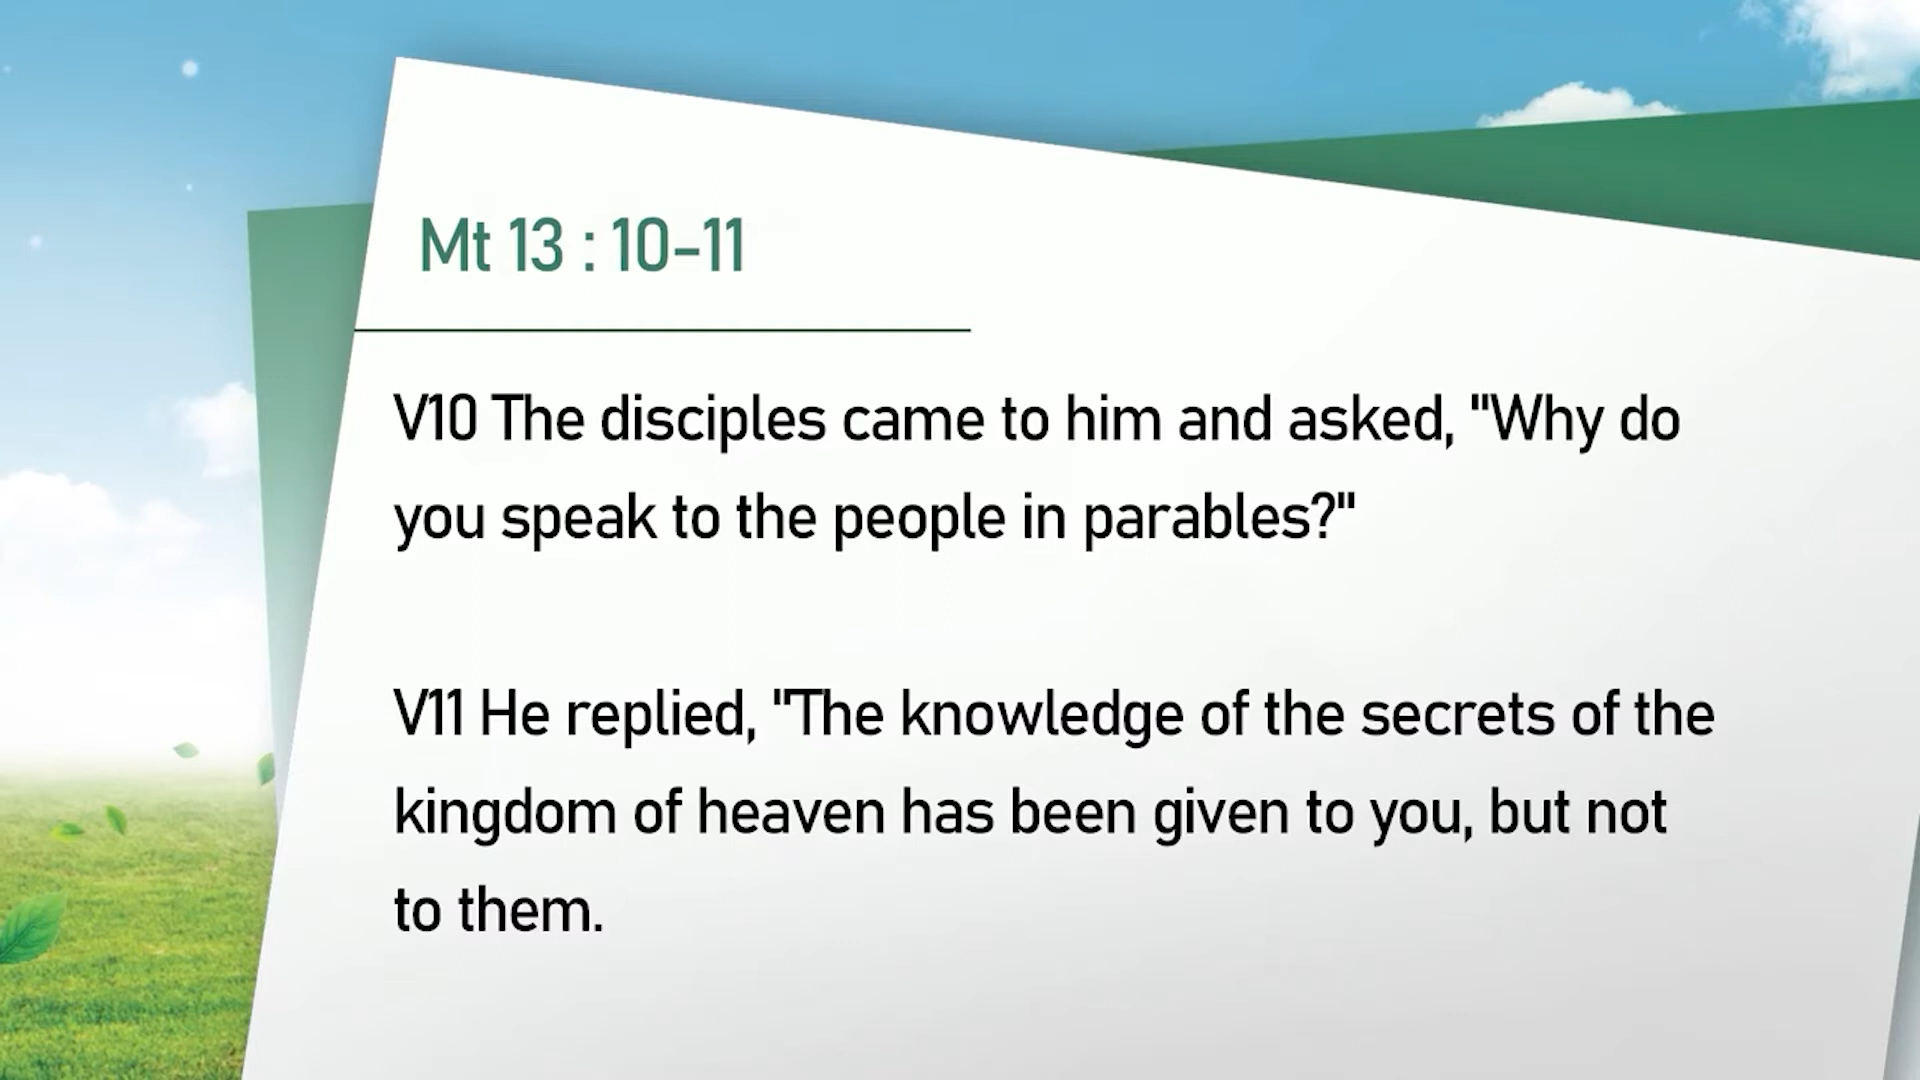 Mt 13 : 10-11
V10 The disciples came to him and asked, "Why do
you speak to the people in parables?"
V11 He replied, "The knowledge of the secrets of the
kingdom of heaven has been given to you, but not
to them.